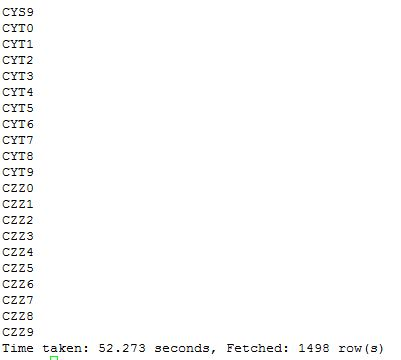 CYS9
CYT0
CYT1
CYT2
CYT3
CYT4
CYT5
CYT6
CYT7
CYT8
CYT9
CZZ0
CZZ1
CZZ2
CZZ3
CZZ4
CZZ5
CZZ6
CZZ7
CZZ8
CZZ9
Time taken: 52.273 seconds, Fetched: 1498 row(s)